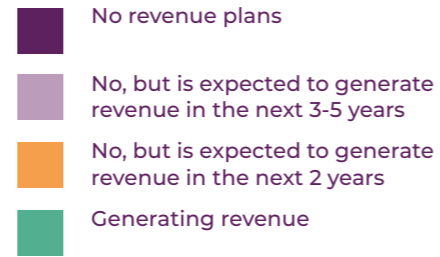 No revenue plans
No, but is expected to generate
revenue in the next 3-5 years
No, but is expected to generate
revenue in the next 2 years
Generating revenue